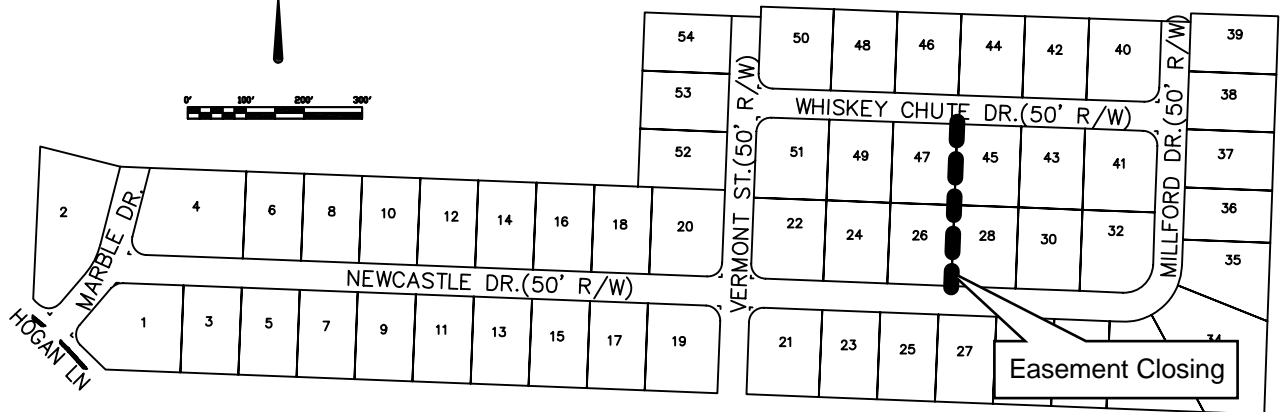 0' 100' 200' 300'
54
50 48 46 44 42 40
39
53
38
WHISKEY CHUTE DR.(50' R/W)
52
51 49 47 45 43 41
37
VERMONT ST.(50' R/W)
MILLFORD DR.(50' R/W)
2
4 6 8 10 12 14 16 18 20
22 24 26 28 30 32
36
35
MARBLE DR.
NEWCASTLE DR.(50' R/W)
HOGAN LN
1 3 5 7 9 11 13 15 17 19
21 23 25 27
34
Easement Closing